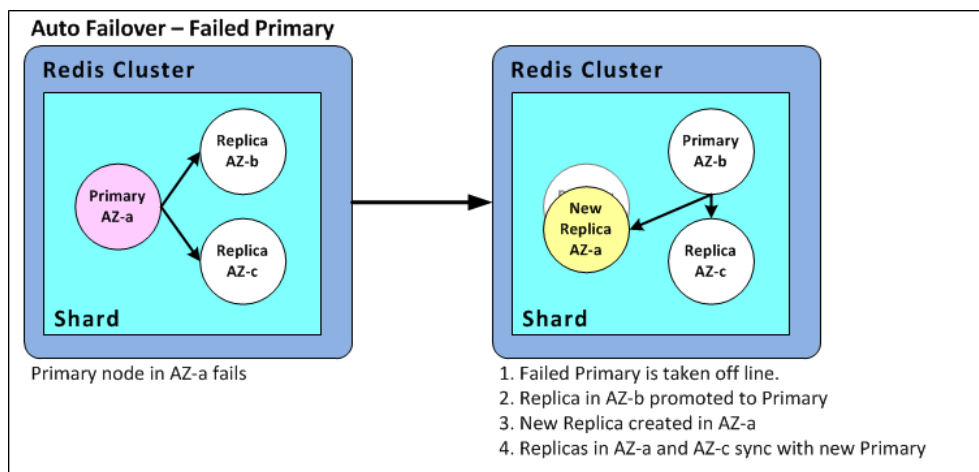 Auto Failover – Failed Primary
Redis Cluster
Replica
AZ-b
Primary
AZ-a
Replica
AZ-c
Shard
Primary node in AZ-a fails
Redis Cluster
Primary
AZ-b
New
Replica
AZ-a
Replica
AZ-c
Shard
1. Failed Primary is taken off line.
2. Replica in AZ-b promoted to Primary
3. New Replica created in AZ-a
4. Replicas in AZ-a and AZ-c sync with new Primary